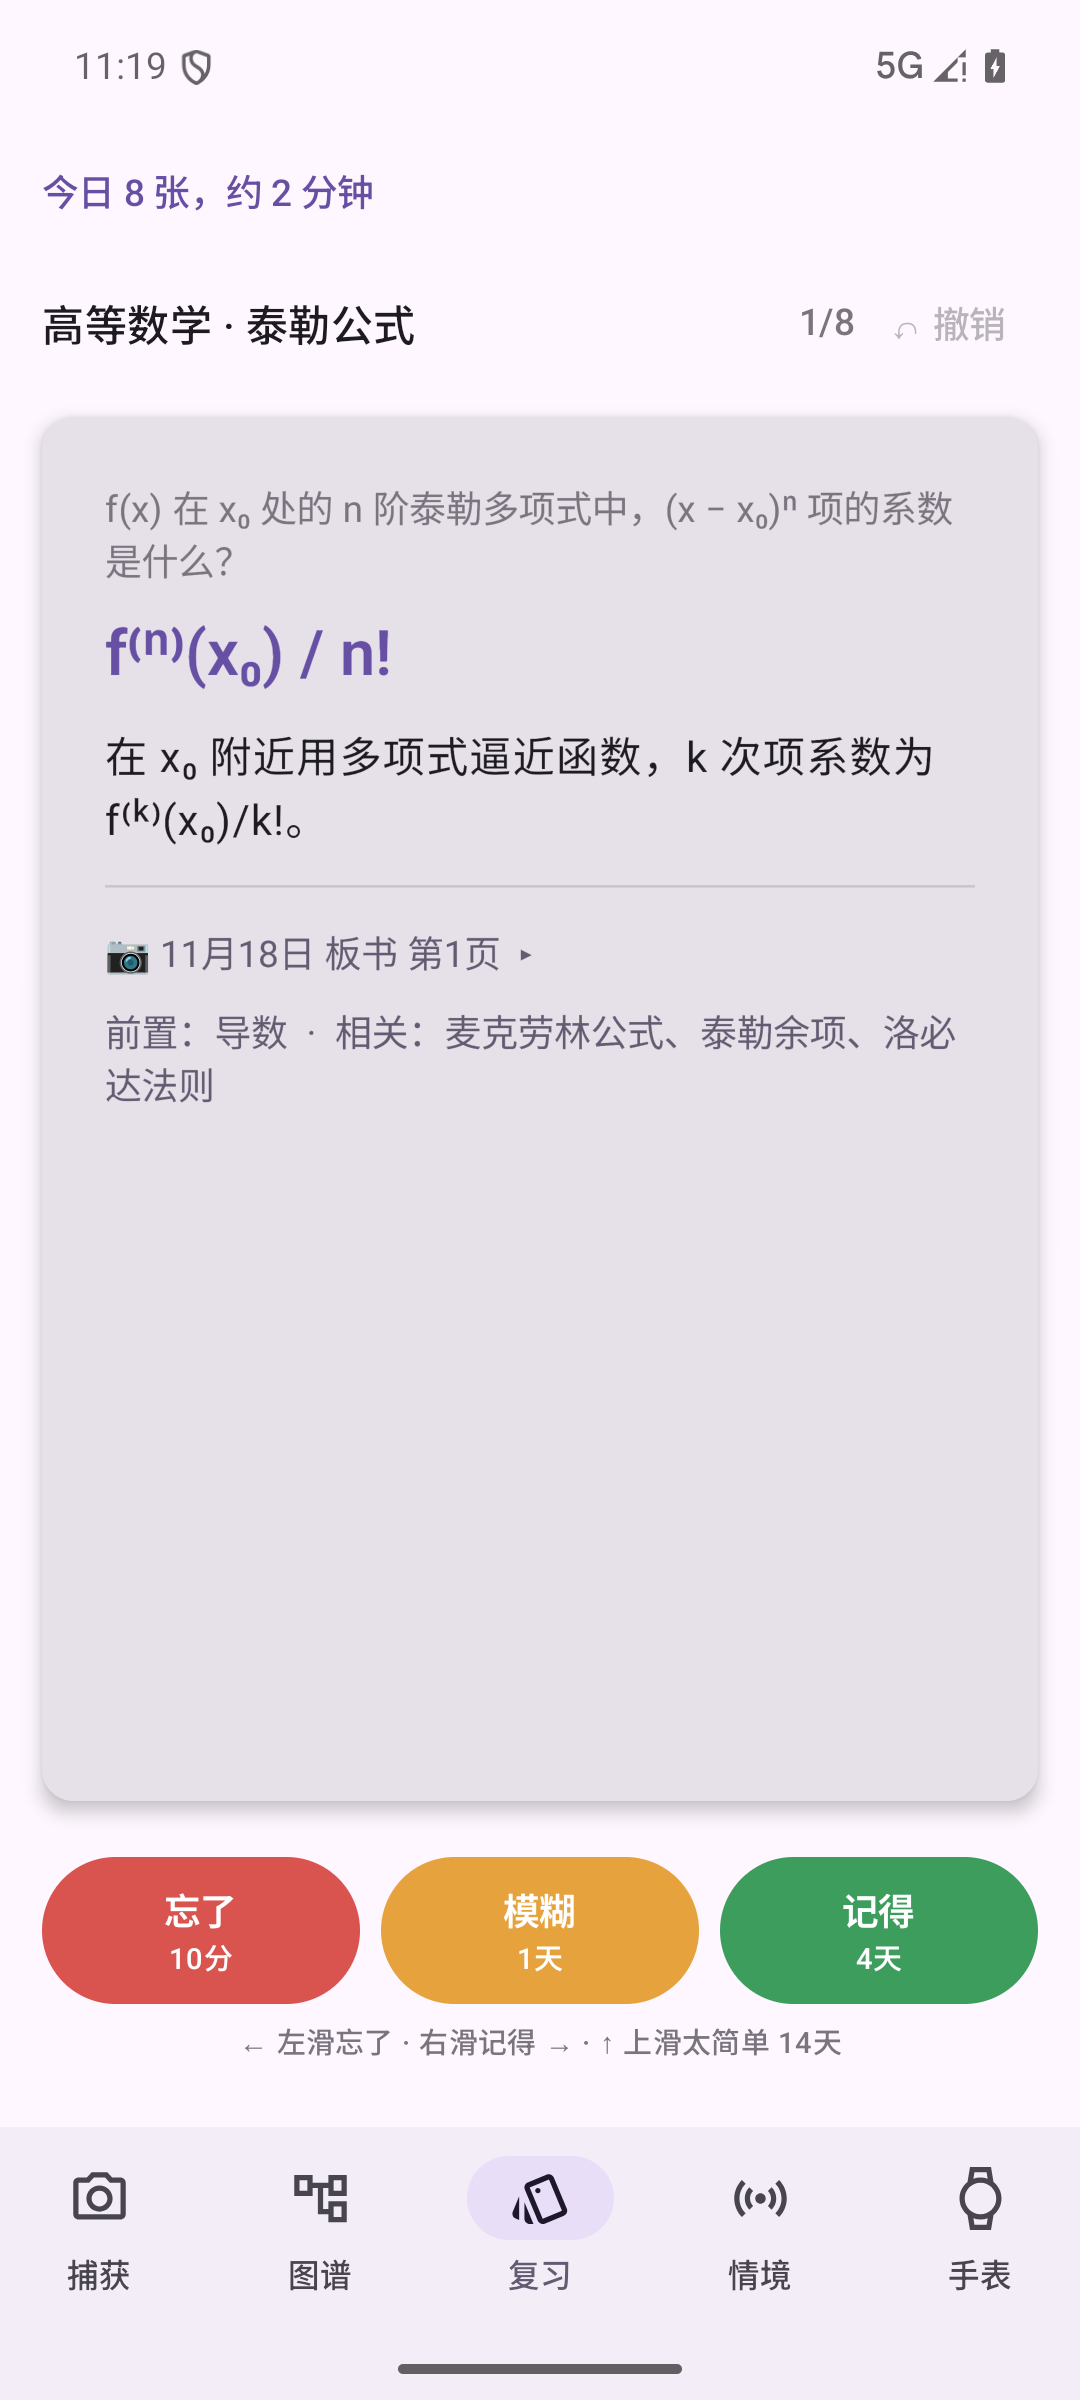 11:19
5G
今日 8 张，约 2 分钟
高等数学 · 泰勒公式
1/8
撤销
f(x) 在 x₀ 处的 n 阶泰勒多项式中，(x − x₀)ⁿ 项的系数
是什么？
f⁽ⁿ⁾(x₀) / n!
在 x₀ 附近用多项式逼近函数，k 次项系数为
f⁽ᵏ⁾(x₀)/k!。
📷 11月18日 板书 第1页 ▸
前置：导数 · 相关：麦克劳林公式、泰勒余项、洛必
达法则
忘了
10分
模糊
1天
记得
4天
← 左滑忘了 · 右滑记得 → · ↑ 上滑太简单 14天
捕获
图谱
复习
情境
手表